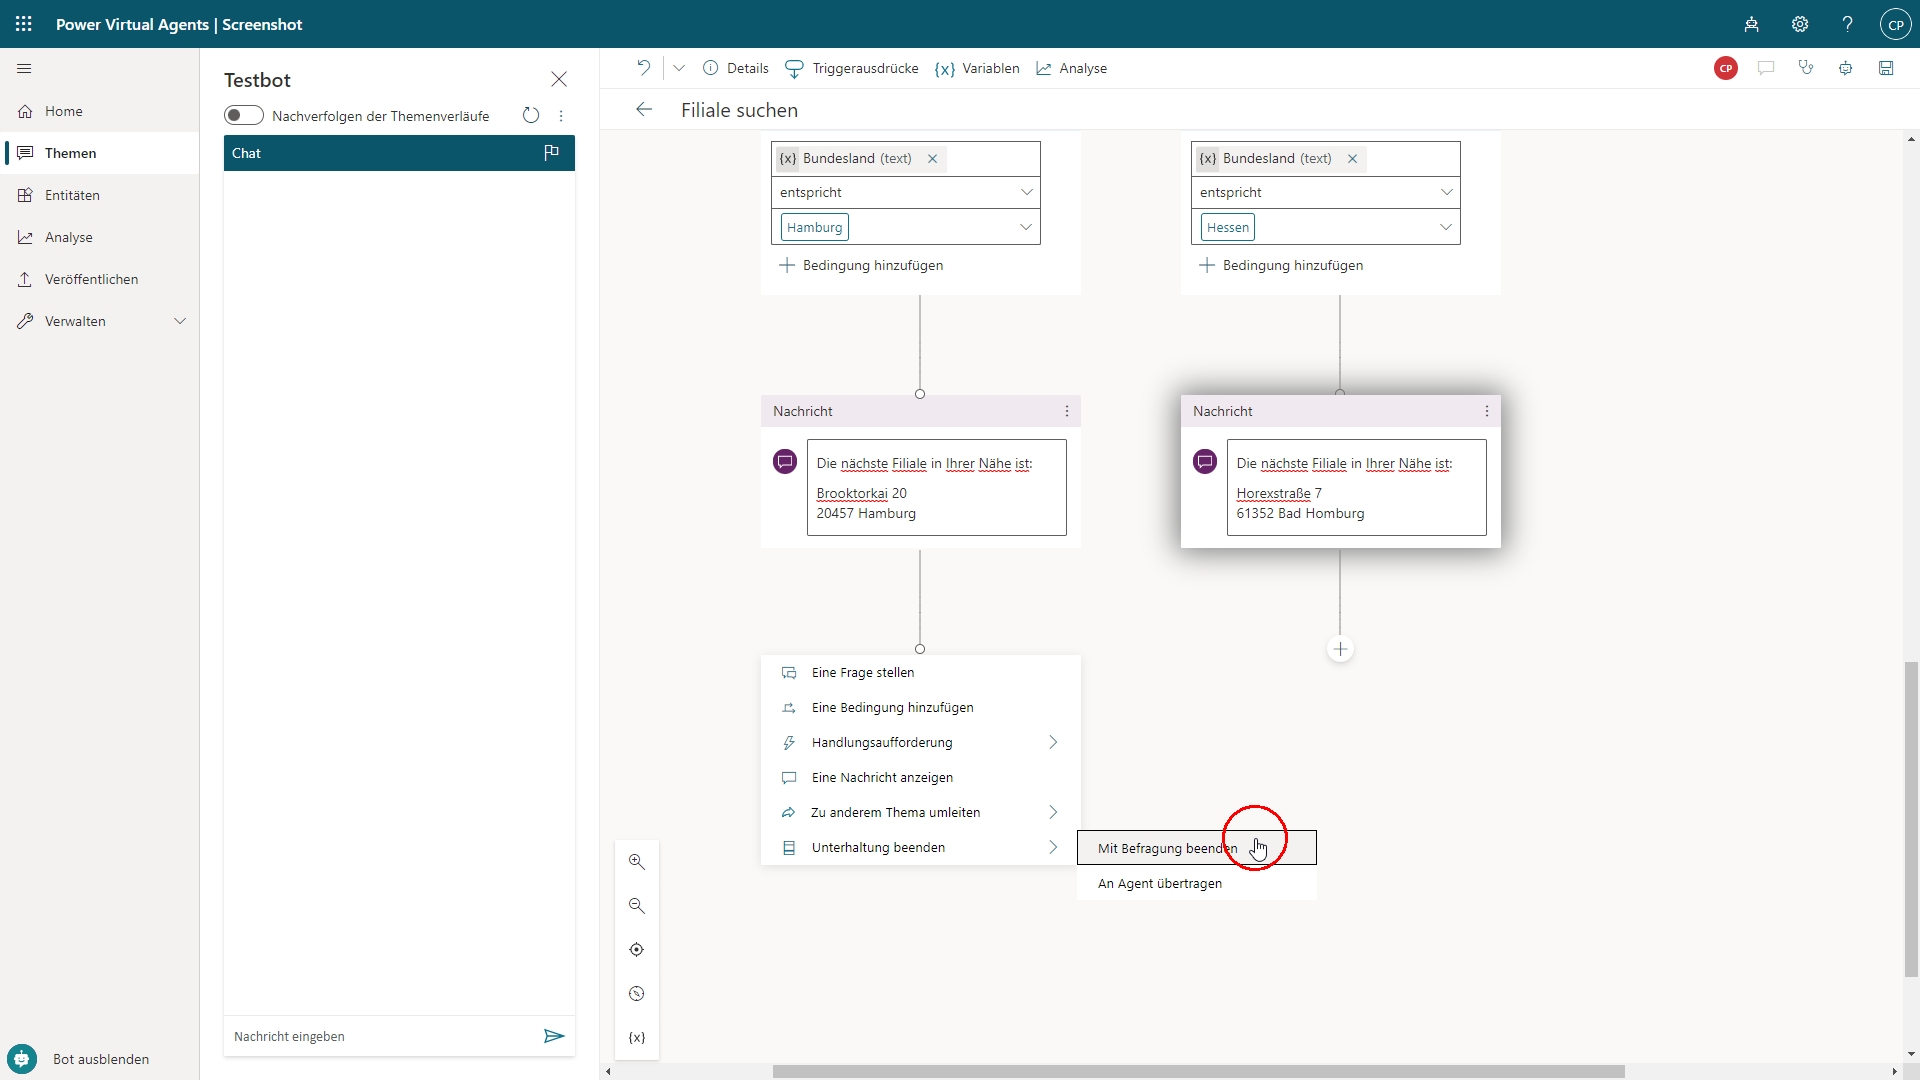 Power Virtual Agents | Screenshot
CP
Home
Themen
Entitäten
Analyse
Veröffentlichen
Verwalten
Bot ausblenden
Testbot
Nachverfolgen der Themenverläufe
Chat
Nachricht eingeben
Details
Triggerausdrücke
{x} Variablen
Analyse
CP
Filiale suchen
{x} Bundesland (text)
entspricht
Hamburg
Bedingung hinzufügen
{x} Bundesland (text)
entspricht
Hessen
Bedingung hinzufügen
Nachricht
Die nächste Filiale in Ihrer Nähe ist:
Brooktorkai 20
20457 Hamburg
Nachricht
Die nächste Filiale in Ihrer Nähe ist:
Horexstraße 7
61352 Bad Homburg
Eine Frage stellen
Eine Bedingung hinzufügen
Handlungsaufforderung
Eine Nachricht anzeigen
Zu anderem Thema umleiten
Unterhaltung beenden
Mit Befragung beenden
An Agent übertragen
{x}